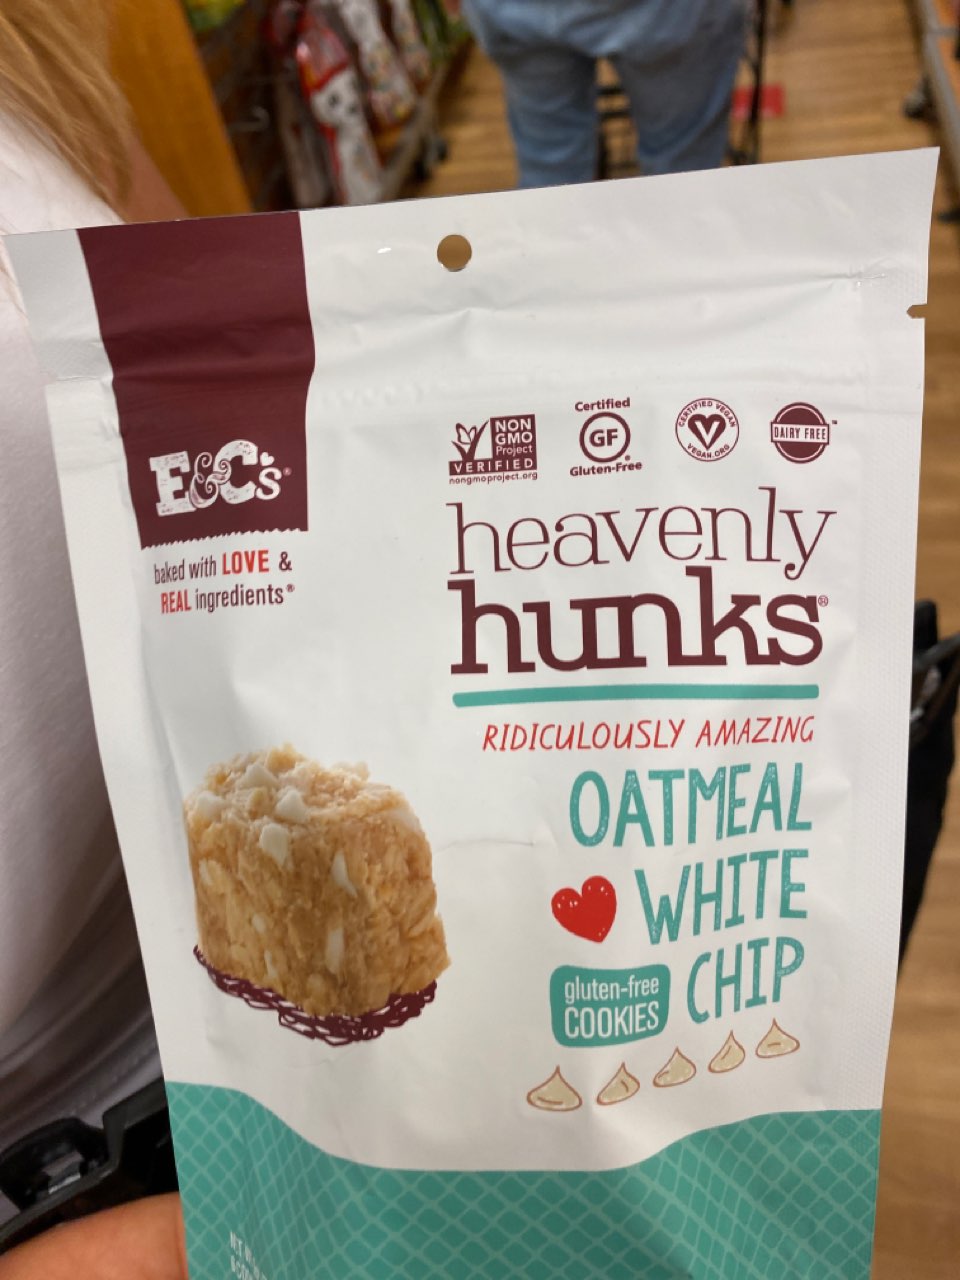 NON
GMO
Project
VERIFIED
nongmoproject.org
Certified
GF
Gluten-Free
CERTIFIED VEGAN
VEGAN.ORG
DAIRY FREE™
E&C's®
baked with LOVE &
REAL ingredients®
heavenly
hunks®
RIDICULOUSLY AMAZING
OATMEAL
WHITE
CHIP
gluten-free
COOKIES